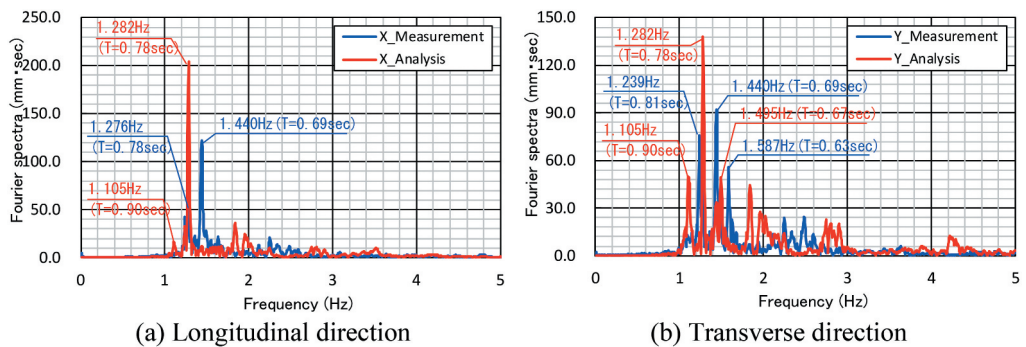 250.0
200.0
150.0
100.0
50.0
0.0
Fourier spectra (mm・sec)
1.282Hz
(T=0.78sec)
1.276Hz
(T=0.78sec)
1.440Hz(T=0.69sec)
1.105Hz
(T=0.90sec)
X_Measurement
X_Analysis
0 1 2 3 4 5
Frequency (Hz)
(a) Longitudinal direction
150.0
120.0
90.0
60.0
30.0
0.0
Fourier spectra (mm・sec)
1.282Hz
(T=0.78sec)
1.239Hz
(T=0.81sec)
1.440Hz(T=0.69sec)
1.495Hz(T=0.67sec)
1.105Hz
(T=0.90sec)
1.587Hz(T=0.63sec)
Y_Measurement
Y_Analysis
0 1 2 3 4 5
Frequency (Hz)
(b) Transverse direction